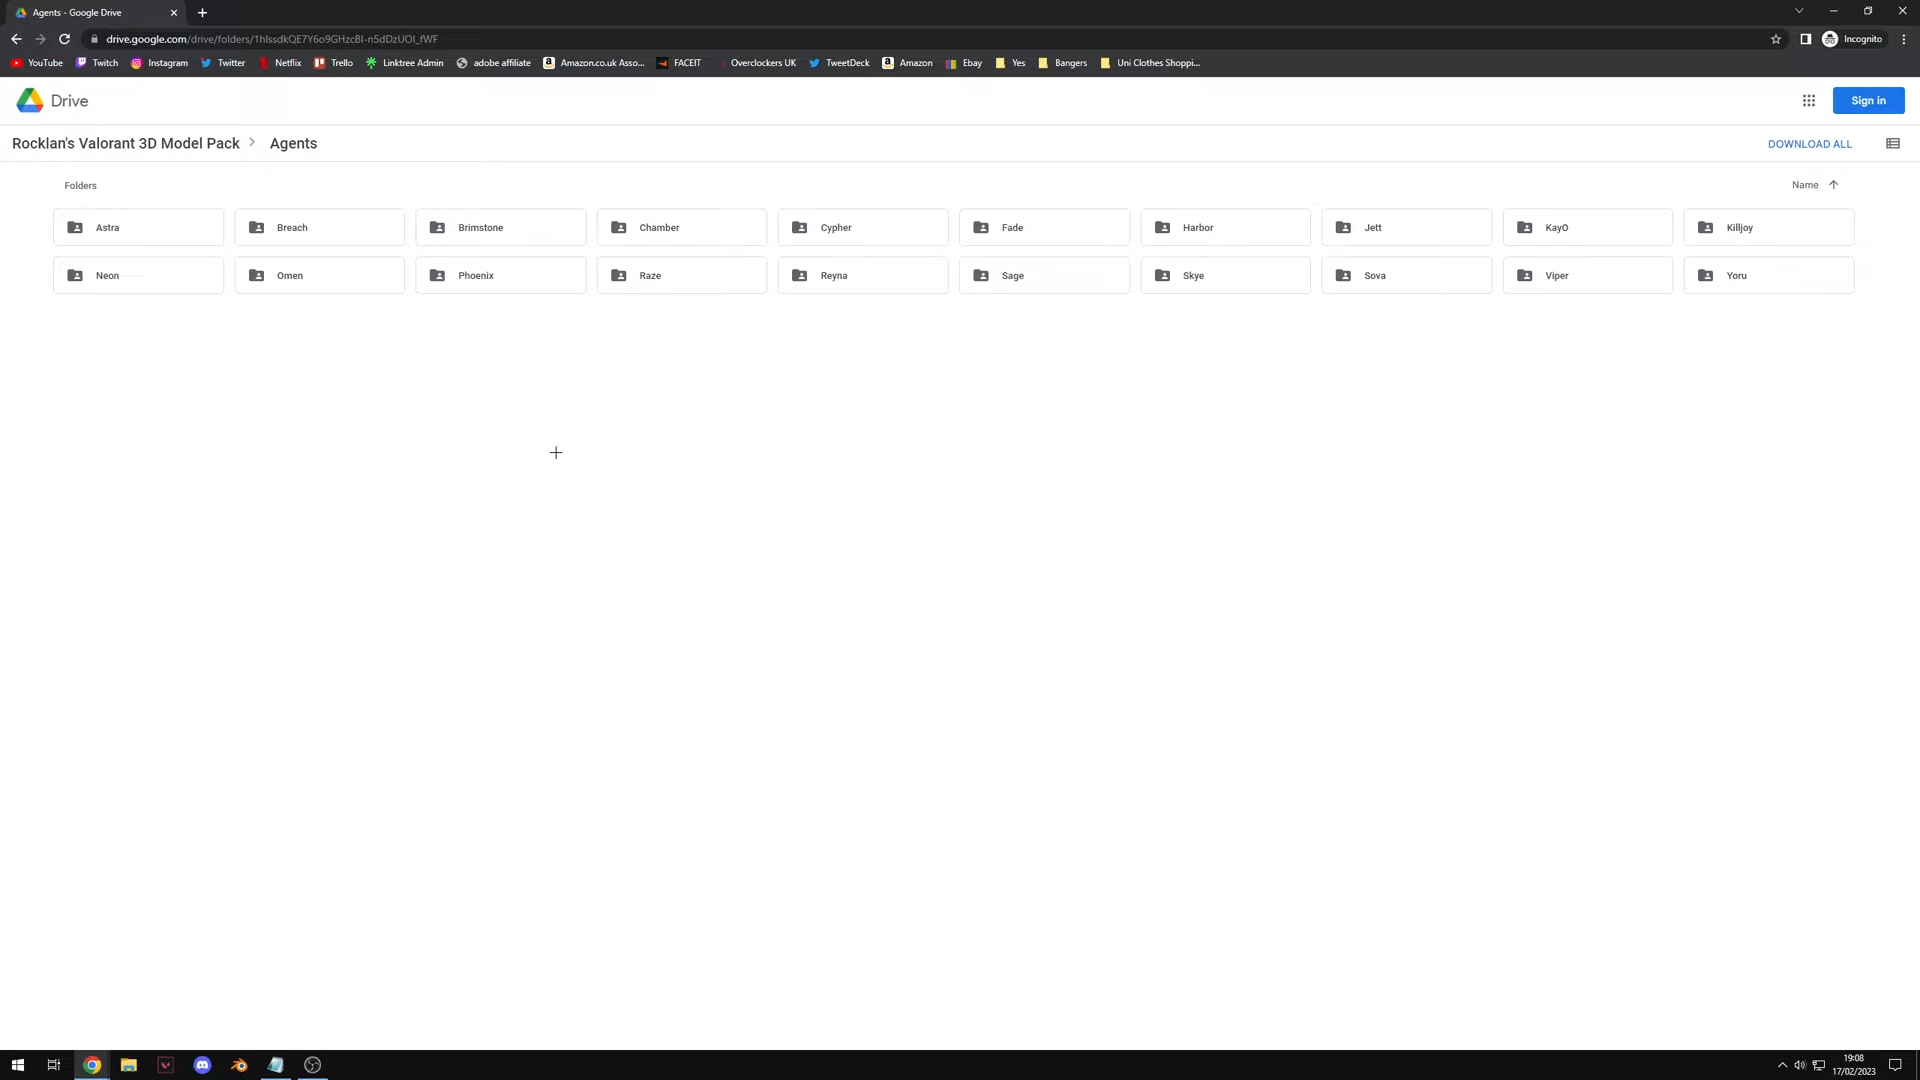 Agents - Google Drive
drive.google.com/drive/folders/1hlssdkQE7Y6o9GHzcBI-n5dDzUOI_fWF
Incognito
YouTube Twitch Instagram Twitter Netflix Trello Linktree Admin adobe affiliate Amazon.co.uk Asso... FACEIT Overclockers UK TweetDeck Amazon Ebay Yes Bangers Uni Clothes Shoppi...
Drive
Sign in
Rocklan's Valorant 3D Model Pack > Agents
DOWNLOAD ALL
Folders
Name
Astra Breach Brimstone Chamber Cypher Fade Harbor Jett KayO Killjoy
Neon Omen Phoenix Raze Reyna Sage Skye Sova Viper Yoru
19:08
17/02/2023